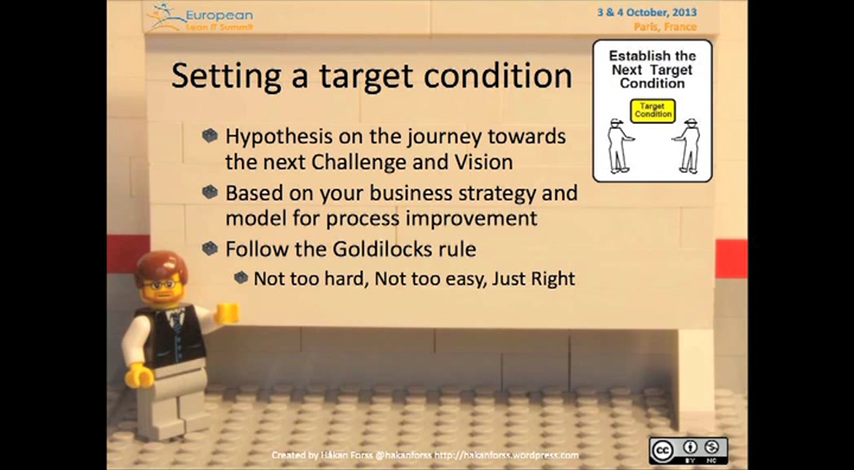 European
Lean IT Summit
3 & 4 October, 2013
Paris, France
Setting a target condition
Establish the
Next Target
Condition
Target
Condition
Hypothesis on the journey towards
the next Challenge and Vision
Based on your business strategy and
model for process improvement
Follow the Goldilocks rule
Not too hard, Not too easy, Just Right
Created by Håkan Forss @hakanforss http://hakanforss.wordpress.com
cc
BY NC